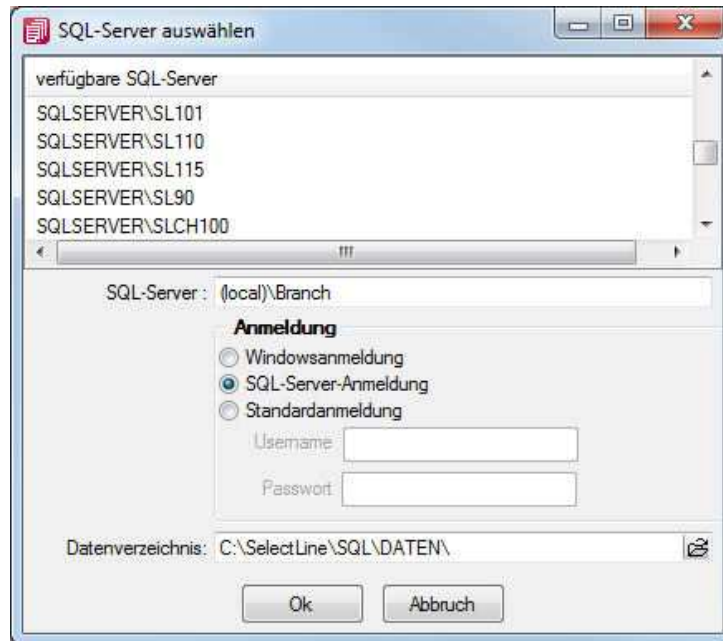 SQL-Server auswählen
verfügbare SQL-Server
SQLSERVER\SL101
SQLSERVER\SL110
SQLSERVER\SL115
SQLSERVER\SL90
SQLSERVER\SLCH100
SQL-Server : (local)\Branch
Anmeldung
Windowsanmeldung
SQL-Server-Anmeldung
Standardanmeldung
Username
Passwort
Datenverzeichnis: C:\SelectLine\SQL\DATEN\
Ok Abbruch